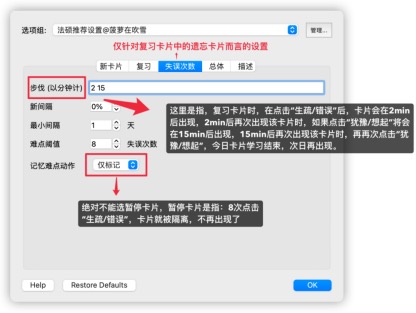 选项组: 法硕推荐设置@菠萝在吹雪 管理...
仅针对复习卡片中的遗忘卡片而言的设置
新卡片 复习 失误次数 总体 描述
步伐 (以分钟计) 2 15
新间隔 0%
最小间隔 1 天
难点阈值 8 失误次数
记忆难点动作 仅标记
这里是指，复习卡片时，在点击“生疏/错误”后，卡片会在2min
后出现，2min后再次出现该卡片时，如果点击“犹豫/想起”将会
在15min后出现，15min后再次出现该卡片时，再再次点击“犹
豫/想起”，今日卡片学习结束，次日再出现。
绝对不能选暂停卡片，暂停卡片是指：8次点击
“生疏/错误”，卡片就被隔离，不再出现了
Help Restore Defaults OK